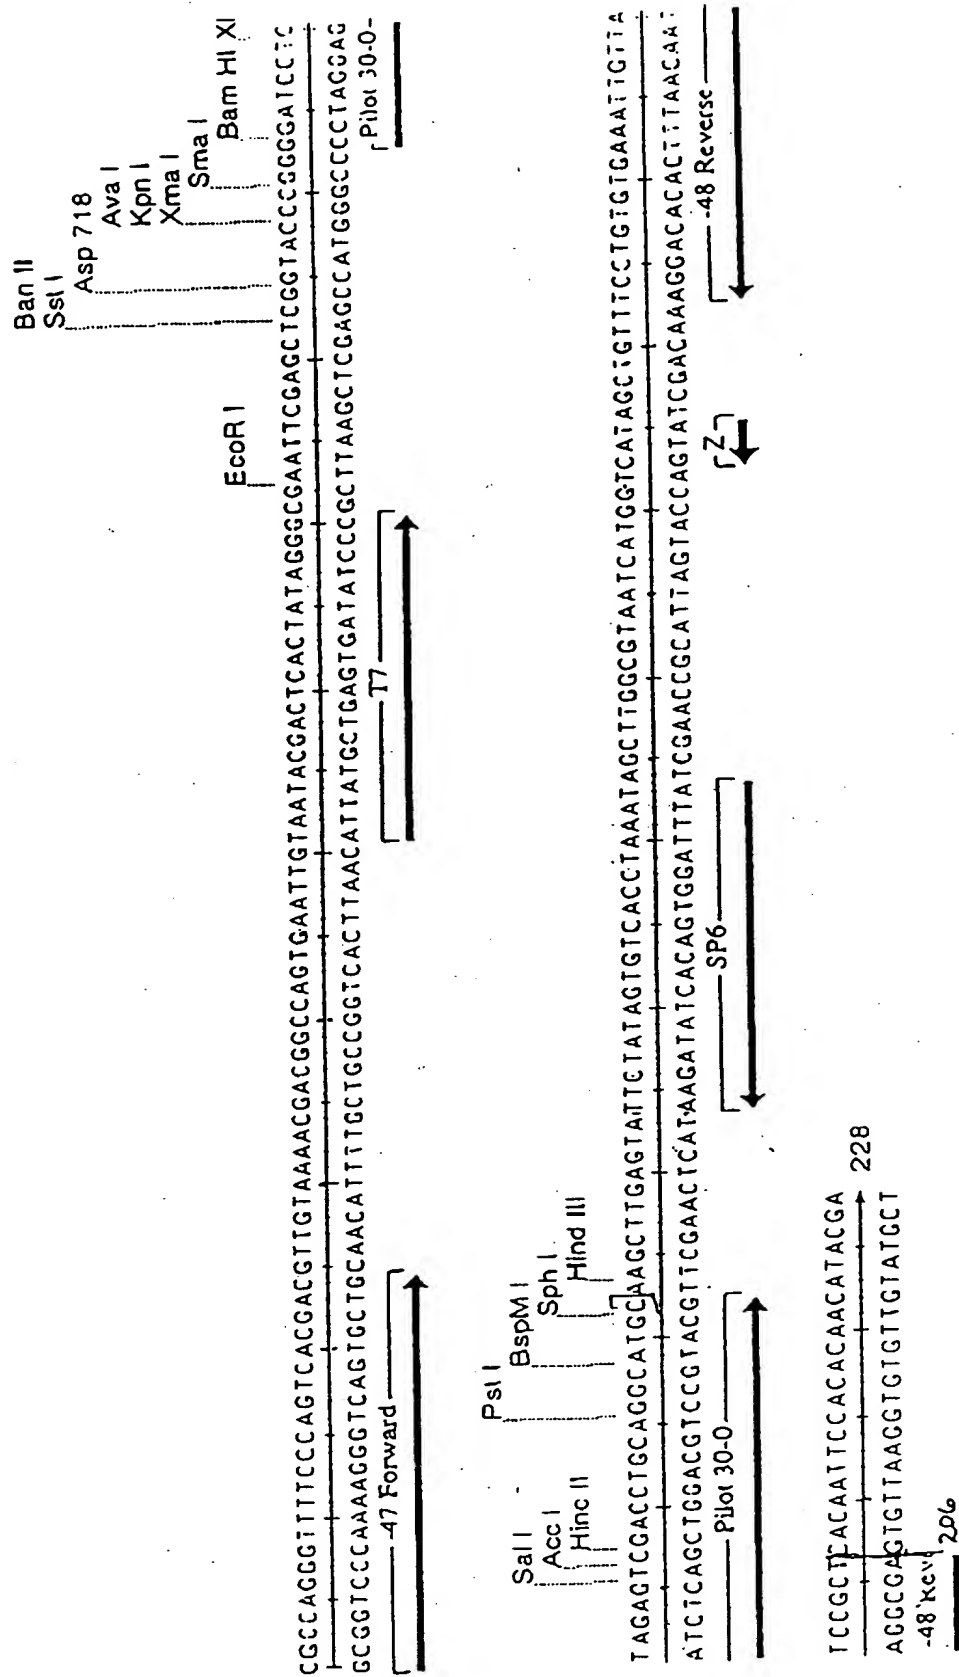 Ban II
Sst I
Asp 718
Ava I
Kpn I
Xma I
Sma I
Bam HI XI
EcoR I
CGCCAGGGTTTTCCCAGTCACGACGTTGTAAAACGACGGCCAGTGAATTGTAATACGACTCACTATAGGGCGAATTCGAGCTCGGTACCCGGGGATCCTC
GCGGTCCCAAAAGGGTCAGTGCTGCAACATTTTGCTGCCGGTCACTTAACATTATGCTGAGTGATATCCCGCTTAAGCTCGAGCCATGGGCCCCTAGGAG
-47 Forward
T7
Pilot 30-0-
Pst I
BspM I
Sph I
Hind III
Sal I
Acc I
Hinc II
TAGAGTCGACCTGCAGGCATGCAAGCTTGAGTATTCTATAGTGTCACCTAAATAGCTTGGCGTAATCATGGTCATAGCTGTTTCCTGTGTGAAATTGTTA
ATCTCAGCTGGACGTCCGTACGTTCGAACTCATAAGATATCACAGTGGATTTATCGAACCGCATTAGTACCAGTATCGACAAAGGACACACTTTAACAAT
Pilot 30-0
SP6
Z
-48 Reverse
TCCGCTCACAATTCCACACAACATACGA
228
AGGCGAGTGTTAAGGTGTGTTGTATGCT
-48 Rev
206